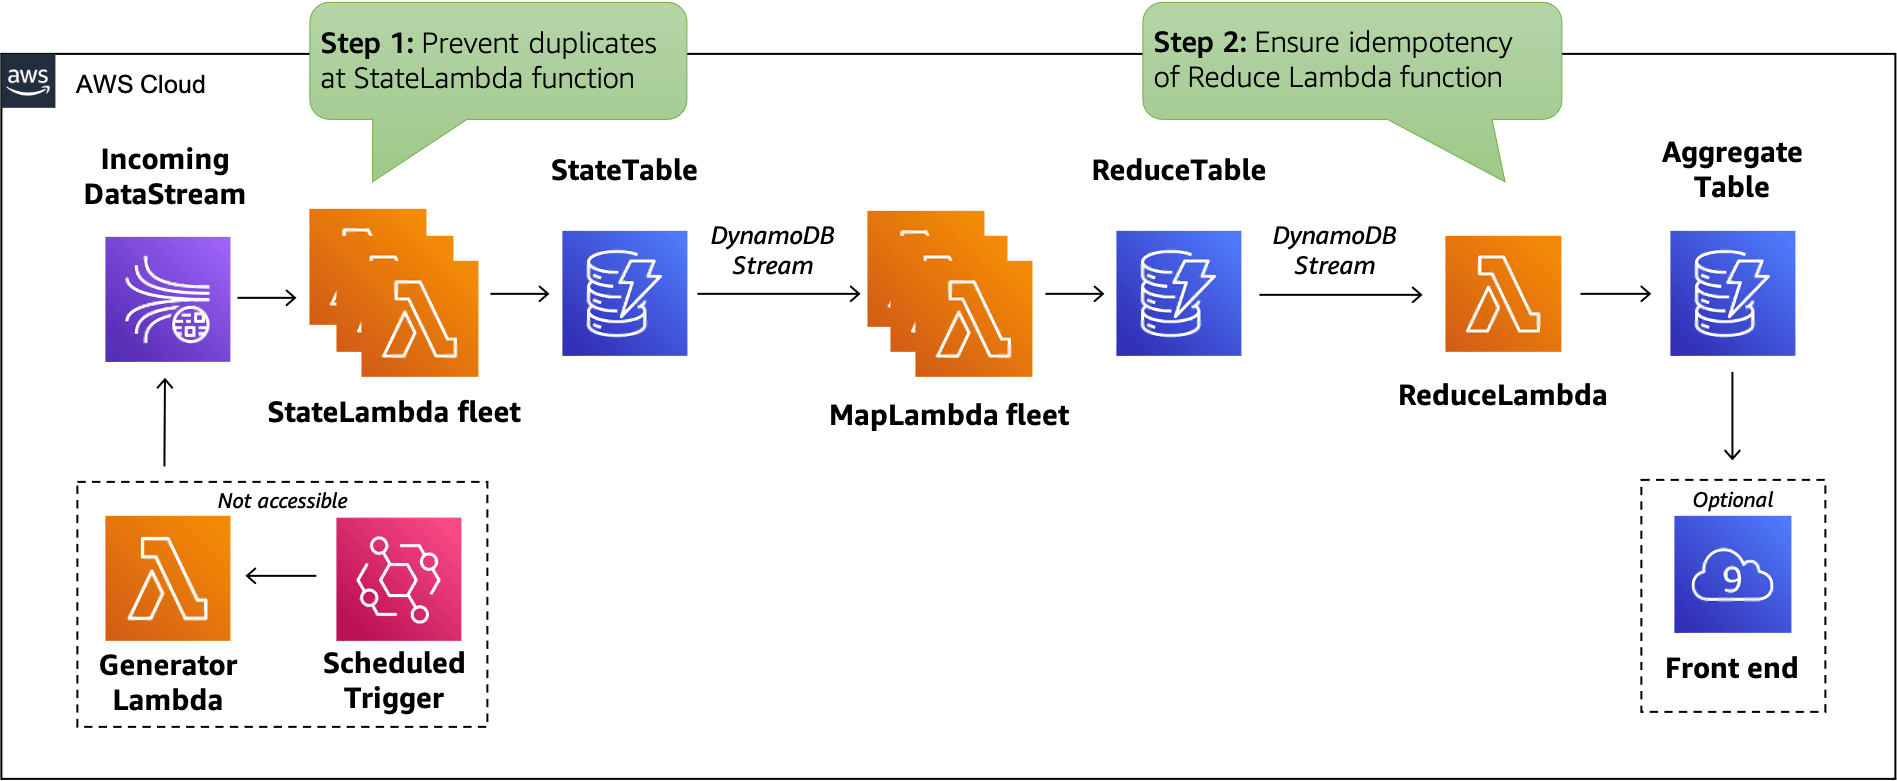 Step 1: Prevent duplicates
at StateLambda function
Step 2: Ensure idempotency
of Reduce Lambda function
aws
AWS Cloud
Incoming
DataStream
StateTable
ReduceTable
Aggregate
Table
DynamoDB
Stream
DynamoDB
Stream
StateLambda fleet
MapLambda fleet
ReduceLambda
Not accessible
Generator
Lambda
Scheduled
Trigger
Optional
9
Front end